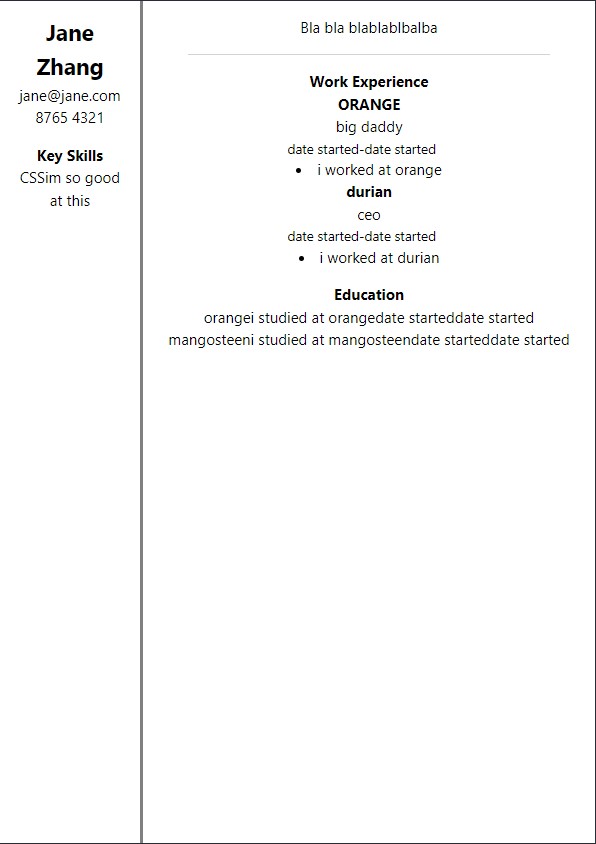 Jane
Zhang
jane@jane.com
8765 4321
Key Skills
CSSim so good
at this
Bla bla blablablbalba
Work Experience
ORANGE
big daddy
date started-date started
• i worked at orange
durian
ceo
date started-date started
• i worked at durian
Education
orangei studied at orangedate starteddate started
mangosteeni studied at mangosteendate starteddate started